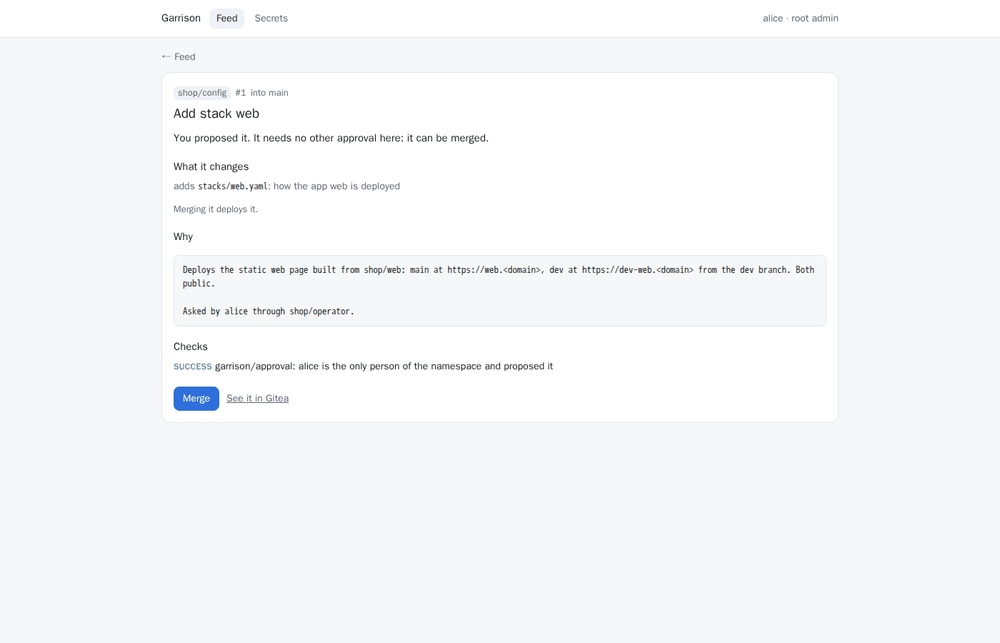 Garrison Feed Secrets alice · root admin
← Feed
shop/config #1 into main
Add stack web
You proposed it. It needs no other approval here: it can be merged.
What it changes
adds stacks/web.yaml: how the app web is deployed
Merging it deploys it.
Why
Deploys the static web page built from shop/web: main at https://web.<domain>, dev at https://dev-web.<domain> from the dev branch. Both
public.
Asked by alice through shop/operator.
Checks
SUCCESS garrison/approval: alice is the only person of the namespace and proposed it
Merge See it in Gitea